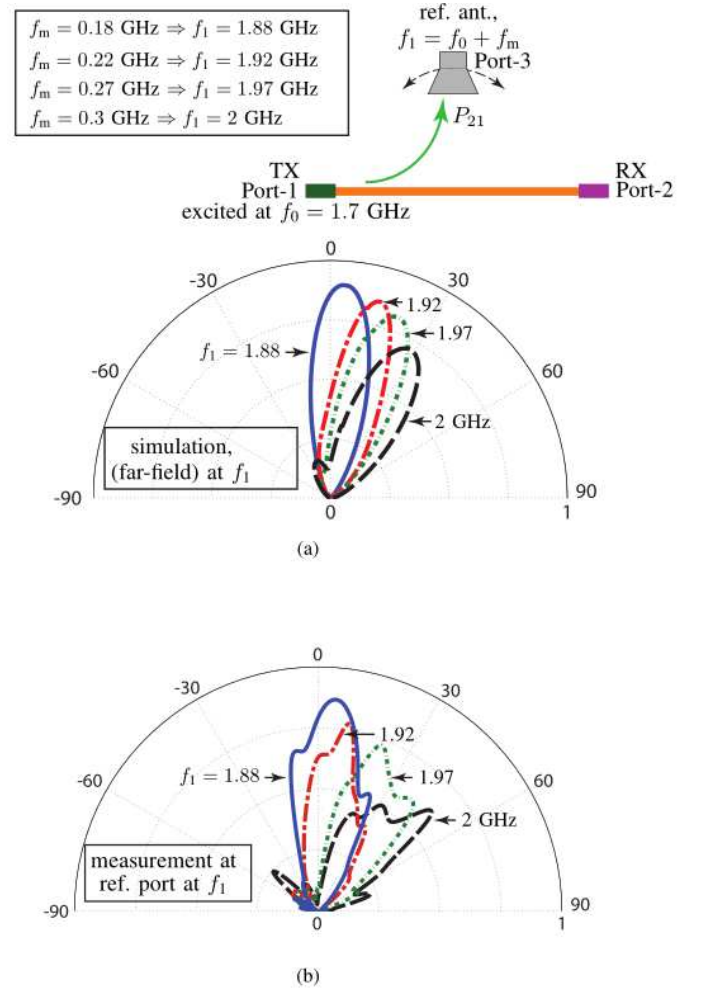 f_m = 0.18 GHz ⇒ f_1 = 1.88 GHz
f_m = 0.22 GHz ⇒ f_1 = 1.92 GHz
f_m = 0.27 GHz ⇒ f_1 = 1.97 GHz
f_m = 0.3 GHz ⇒ f_1 = 2 GHz
ref. ant.,
f_1 = f_0 + f_m
Port-3
P_21
TX
Port-1
RX
Port-2
excited at f_0 = 1.7 GHz
0
-30
30
1.92
1.97
f_1 = 1.88
-60
60
2 GHz
simulation,
(far-field) at f_1
-90
90
0
1
(a)
0
-30
30
1.92
f_1 = 1.88
1.97
-60
60
2 GHz
measurement at
ref. port at f_1
-90
90
0
1
(b)